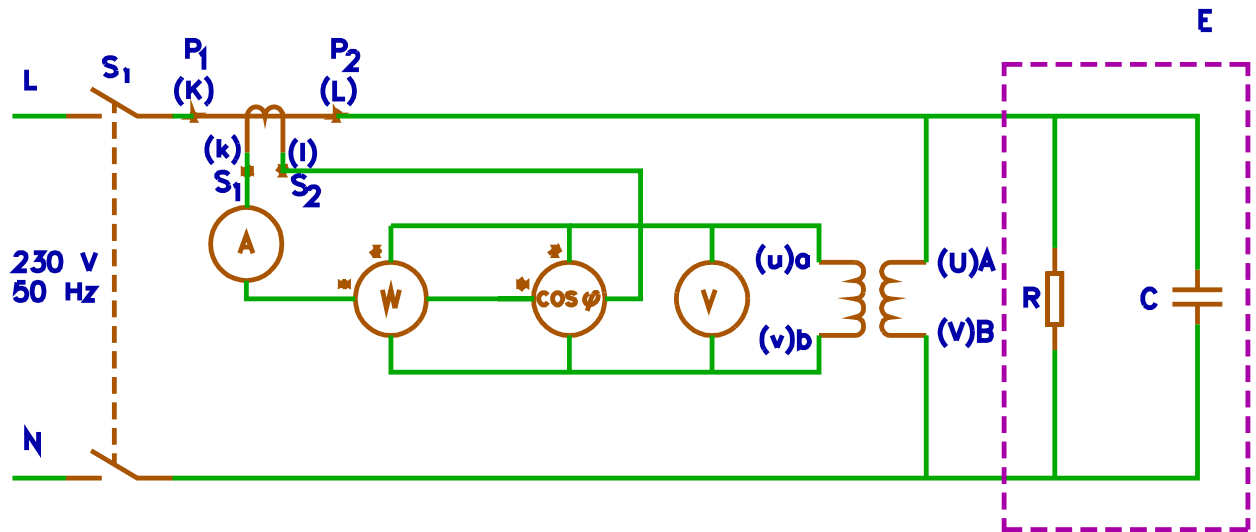 E
S1
P1
(K)
P2
(L)
L
(k)
S1
(l)
S2
A
230 V
50 Hz
W
cos φ
V
(u)a
(v)b
(U)A
(V)B
R
C
N